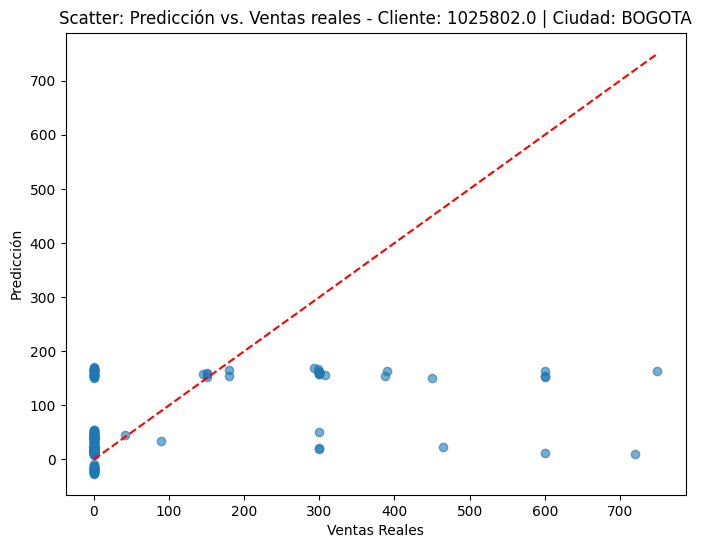 Scatter: Predicción vs. Ventas reales - Cliente: 1025802.0 | Ciudad: BOGOTA
700
600
500
400
300
200
100
0
Predicción
0 100 200 300 400 500 600 700
Ventas Reales